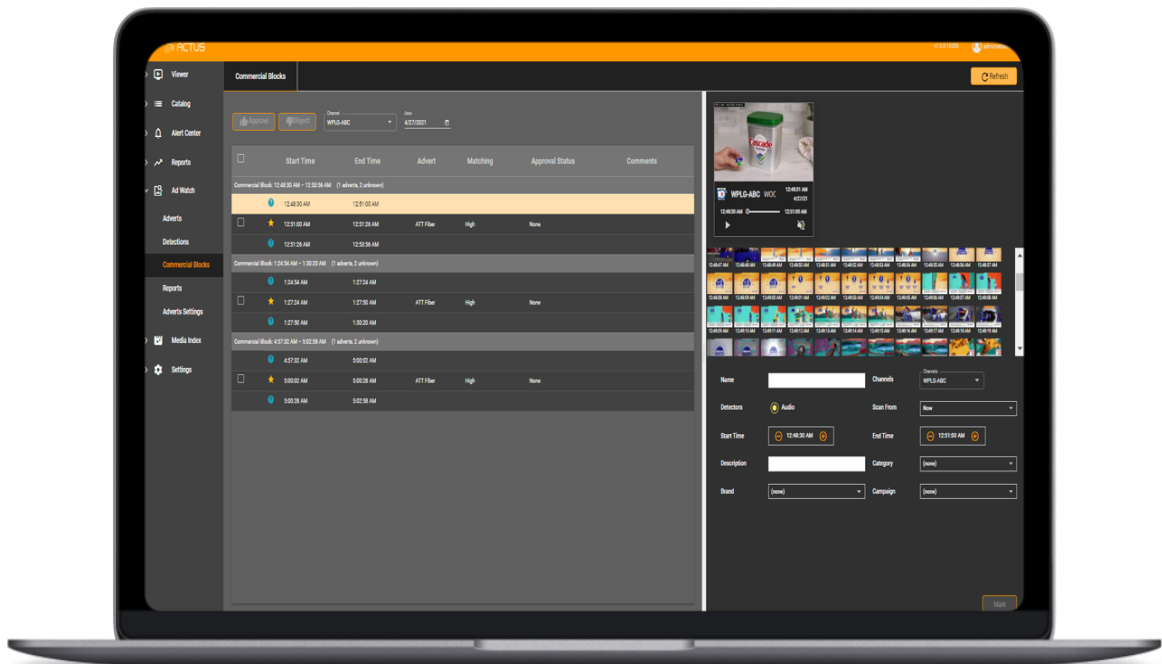 ACTUS
Viewer
Catalog
Alert Center
Reports
Ad Watch
Adverts
Detections
Commercial Blocks
Reports
Adverts Settings
Media Index
Settings
Commercial Blocks
Refresh
Approve
Reject
Channel
WPLG-ABC
Date
4/27/2021
Start Time End Time Advert Matching Approval Status Comments
Commercial Block: 12:48:30 AM – 12:53:56 AM (1 adverts, 2 unknown)
12:48:30 AM 12:51:00 AM
12:51:00 AM 12:51:26 AM ATT Fiber High None
12:51:26 AM 12:53:56 AM
Commercial Block: 1:24:54 AM – 1:30:20 AM (1 adverts, 2 unknown)
1:24:54 AM 1:27:24 AM
1:27:24 AM 1:27:50 AM ATT Fiber High None
1:27:50 AM 1:30:20 AM
Commercial Block: 4:57:32 AM – 5:02:58 AM (1 adverts, 2 unknown)
4:57:32 AM 5:00:02 AM
5:00:02 AM 5:00:28 AM ATT Fiber High None
5:00:28 AM 5:02:58 AM
Cascade
WPLG-ABC
12:48:51 AM
4/27/21
12:48:30 AM 12:51:00 AM
Name
Channels
Channels
WPLG-ABC
Detectors
Audio
Scan From
Now
Start Time
12:48:30 AM
End Time
12:51:00 AM
Description
Category
(none)
Brand
(none)
Campaign
(none)
Mark